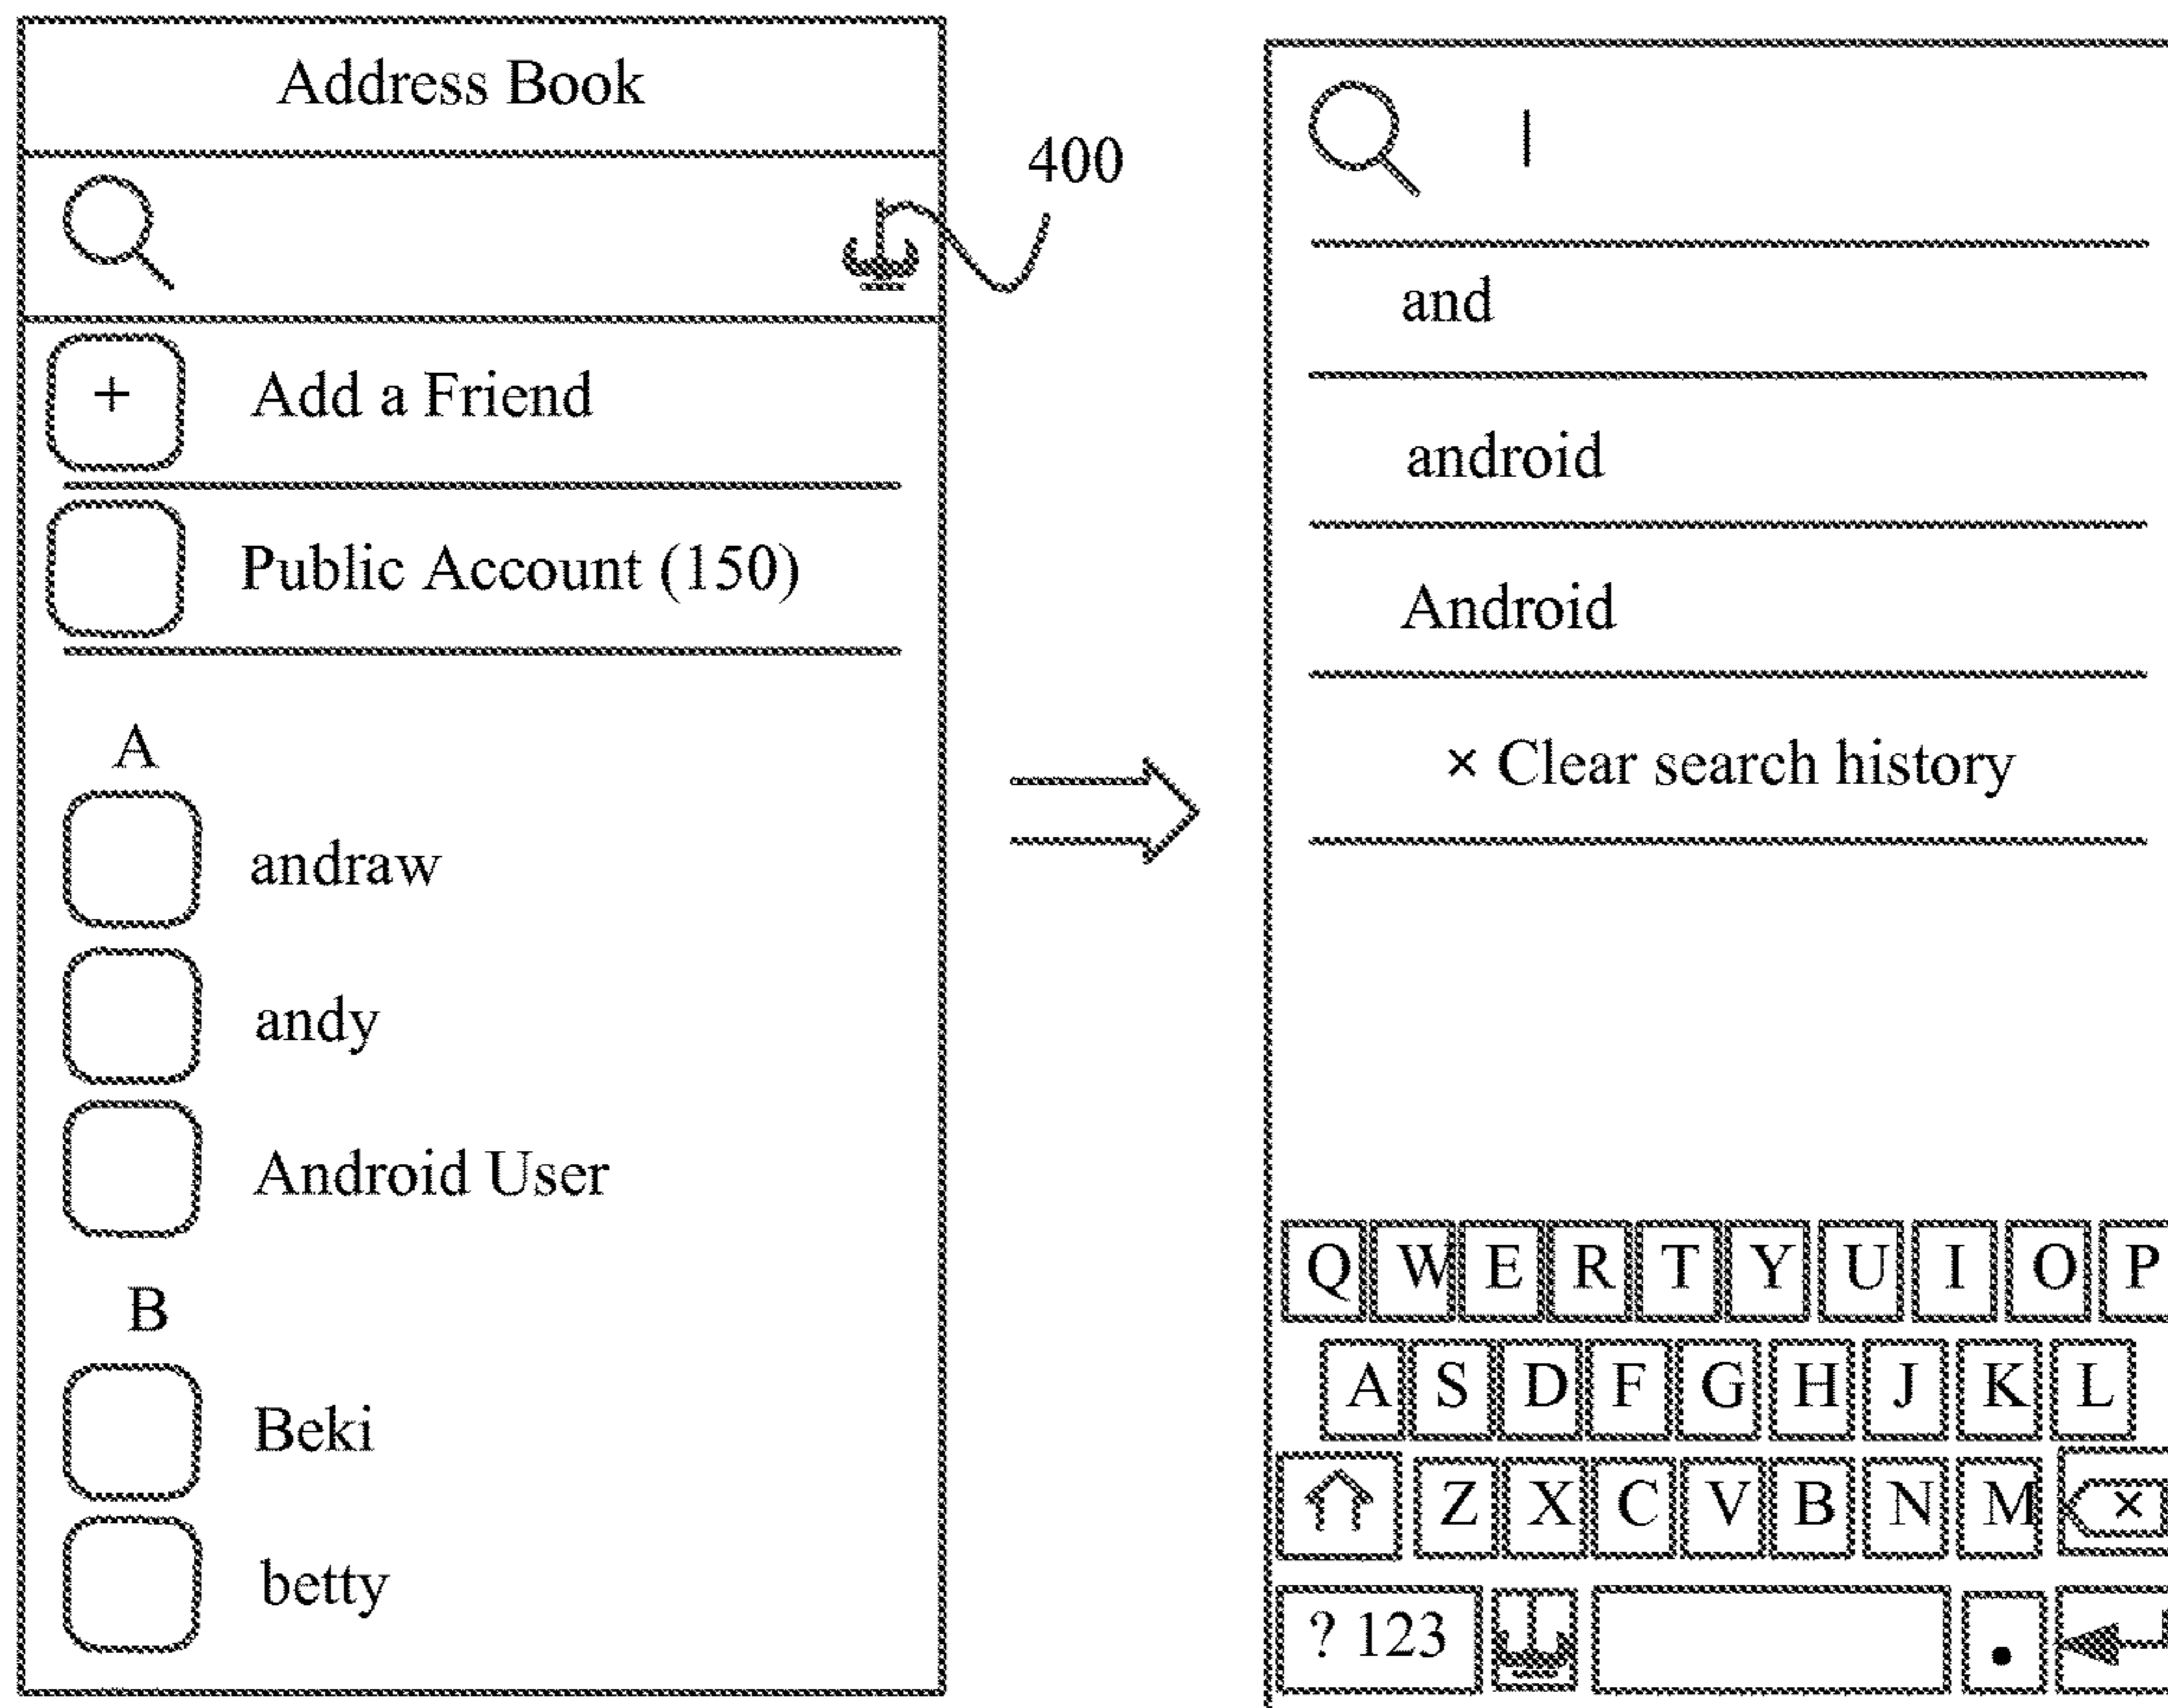 Address Book
400
+ Add a Friend
Public Account (150)
A
andraw
andy
Android User
B
Beki
betty
|
and
android
Android
× Clear search history
Q W E R T Y U I O P
A S D F G H J K L
Z X C V B N M ×
? 123 .